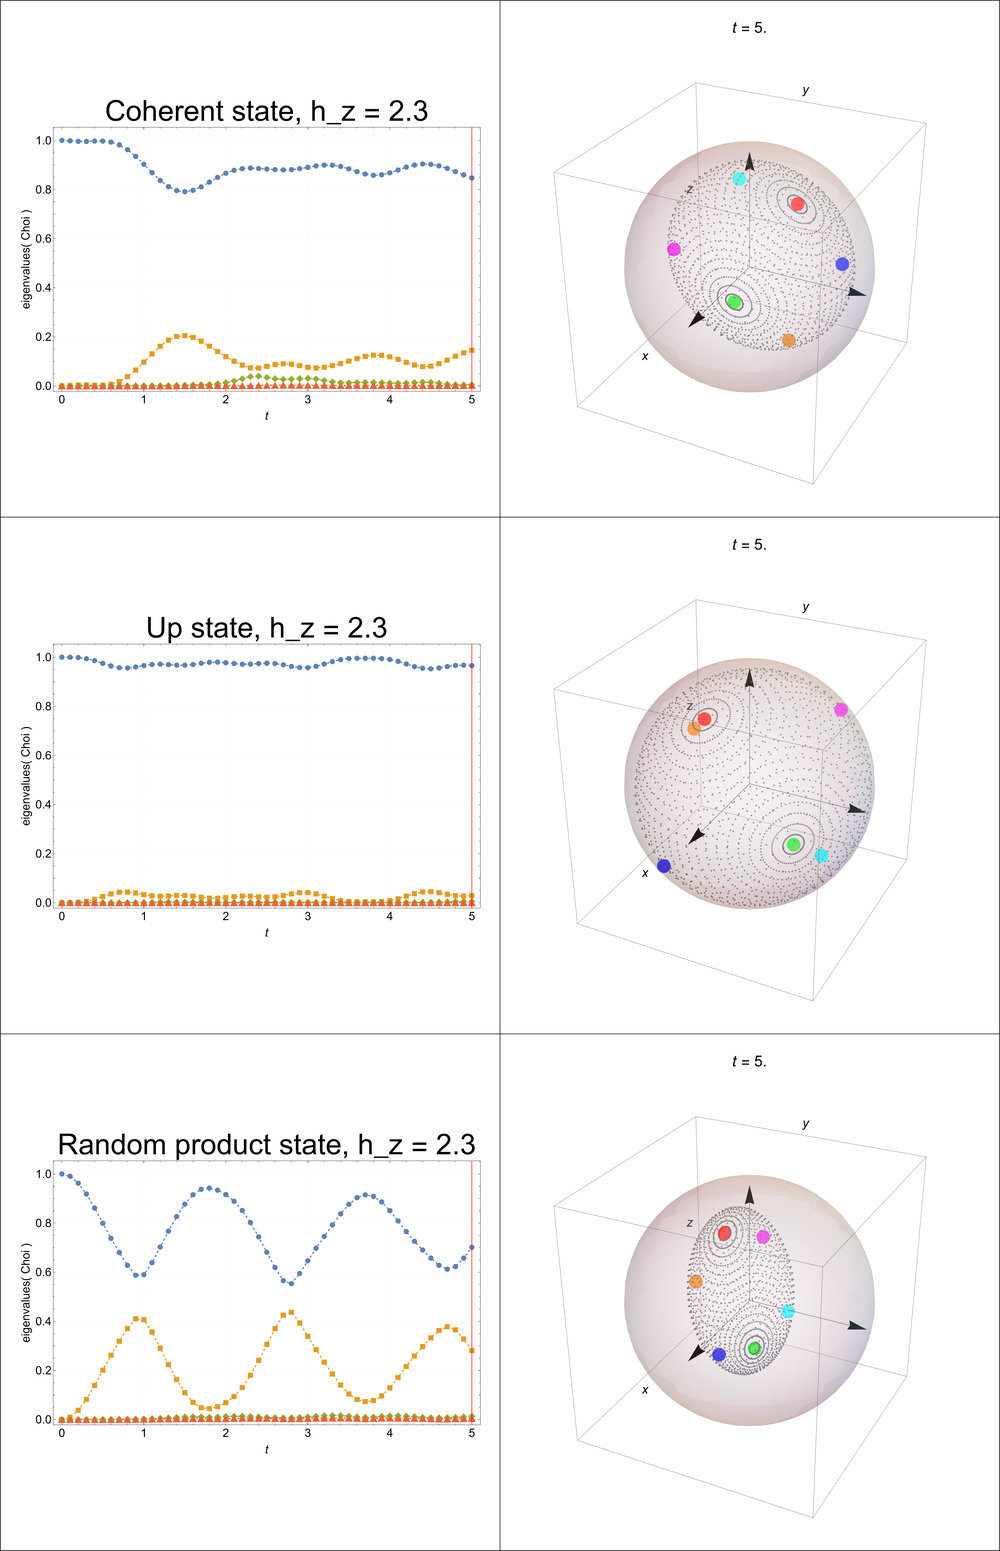 t = 5.
Coherent state, h_z = 2.3
eigenvalues( Choi )
1.0
0.8
0.6
0.4
0.2
0.0
0 1 2 3 4 5
t
y
z
x
t = 5.
Up state, h_z = 2.3
eigenvalues( Choi )
1.0
0.8
0.6
0.4
0.2
0.0
0 1 2 3 4 5
t
y
z
x
t = 5.
Random product state, h_z = 2.3
eigenvalues( Choi )
1.0
0.8
0.6
0.4
0.2
0.0
0 1 2 3 4 5
t
y
z
x